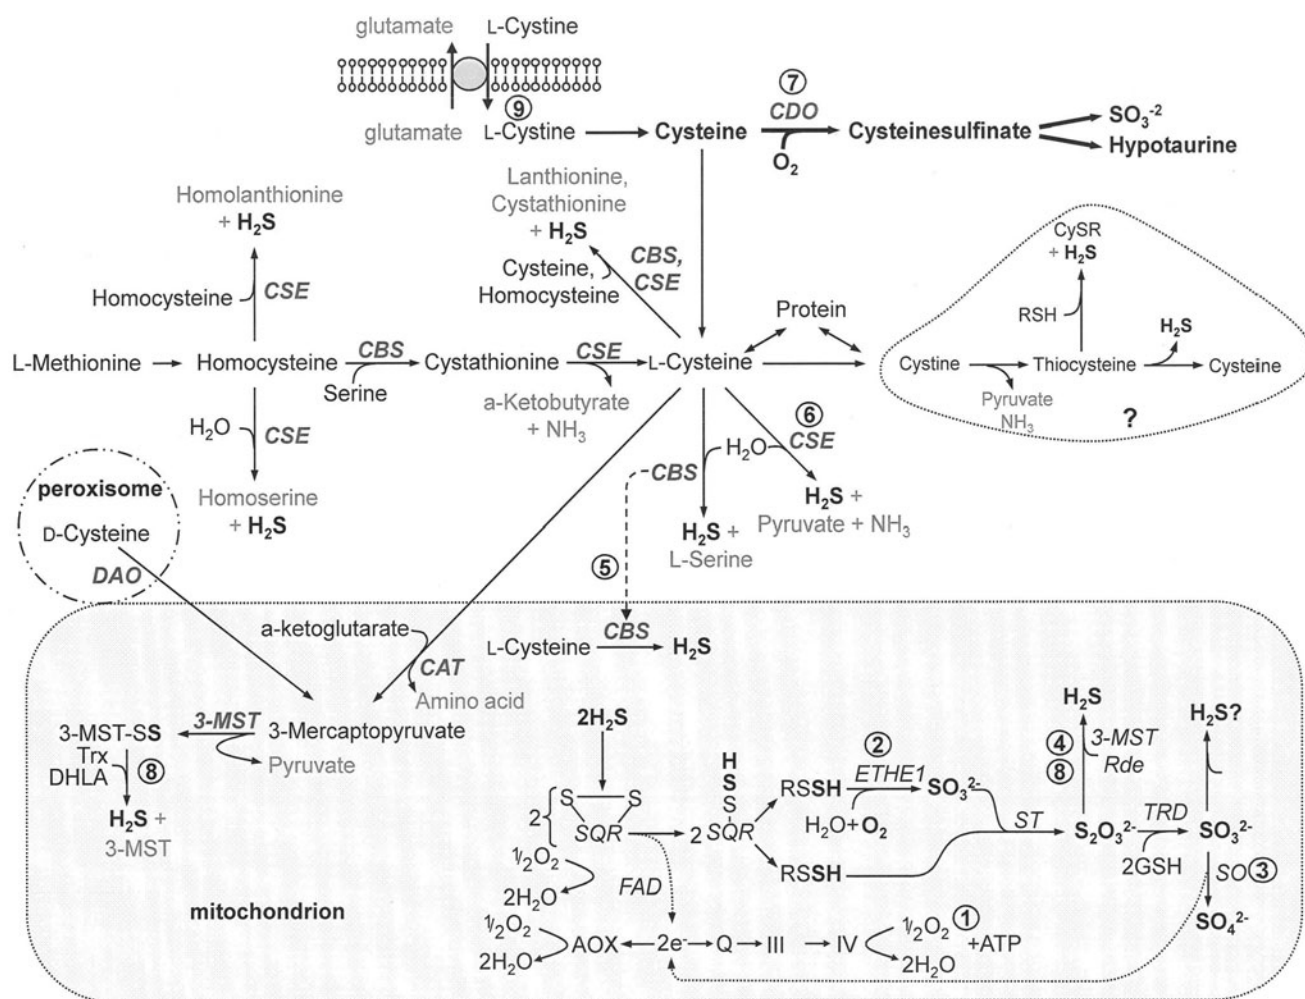 glutamate
L-Cystine
glutamate
⑨
L-Cystine
Cysteine
⑦
CDO
O₂
Cysteinesulfinate
SO₃⁻²
Hypotaurine
Homolanthionine
+ H₂S
Homocysteine
CSE
Lanthionine,
Cystathionine
+ H₂S
Cysteine,
Homocysteine
CBS,
CSE
CySR
+ H₂S
RSH
H₂S
Cystine
Thiocysteine
Cysteine
Pyruvate
NH₃
?
Protein
L-Methionine
Homocysteine
CBS
Serine
Cystathionine
CSE
a-Ketobutyrate
+ NH₃
L-Cysteine
H₂O
CSE
Homoserine
+ H₂S
⑥
H₂O
CSE
CBS
H₂S +
Pyruvate + NH₃
H₂S +
L-Serine
⑤
peroxisome
D-Cysteine
DAO
a-ketoglutarate
CAT
Amino acid
L-Cysteine
CBS
H₂S
3-MST-SS
3-MST
3-Mercaptopyruvate
Pyruvate
Trx
DHLA
⑧
H₂S +
3-MST
mitochondrion
2H₂S
2
S
S
SQR
½O₂
2H₂O
FAD
2
H
S
S
SQR
RSSH
②
ETHE1
H₂O+O₂
SO₃²⁻
RSSH
ST
H₂S
④
⑧
3-MST
Rde
S₂O₃²⁻
TRD
2GSH
H₂S?
SO₃²⁻
SO
③
SO₄²⁻
½O₂
2H₂O
AOX
2e⁻
Q
III
IV
½O₂
①
+ATP
2H₂O